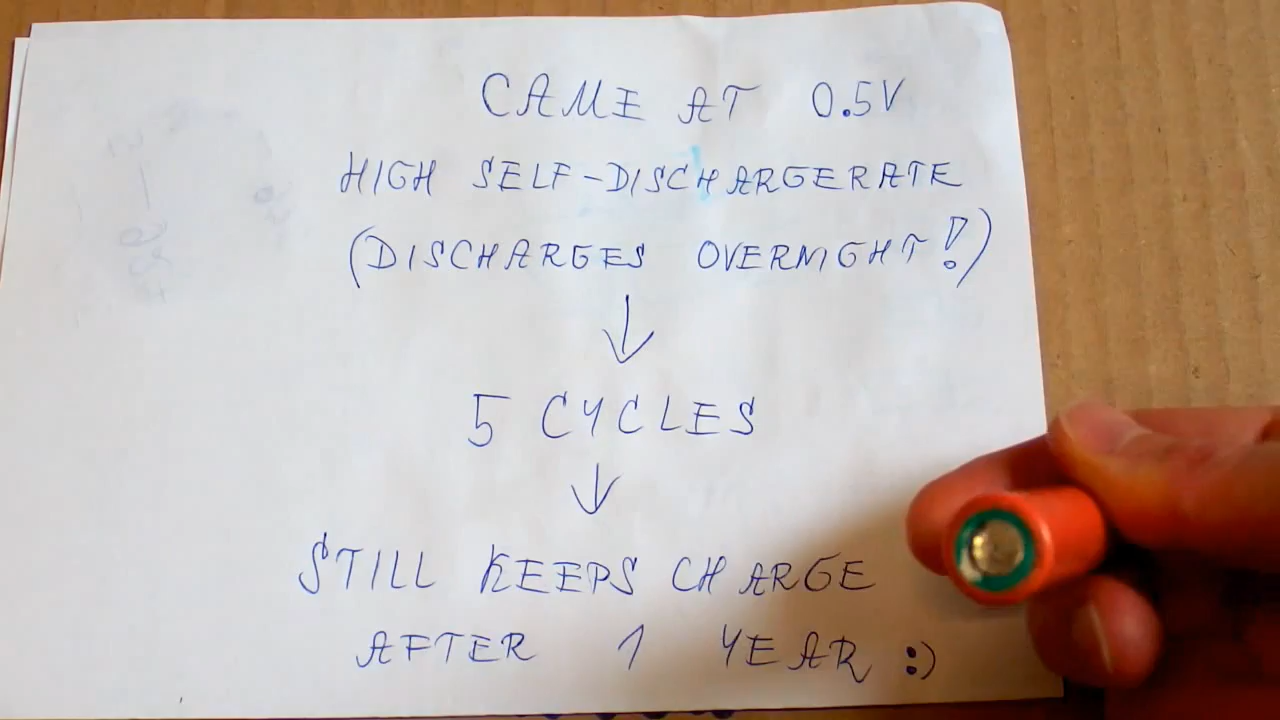 CAME AT 0.5V
HIGH SELF-DISCHARGERATE
(DISCHARGES OVERNIGHT!)
↓
5 CYCLES
↓
STILL KEEPS CHARGE
AFTER 1 YEAR :)